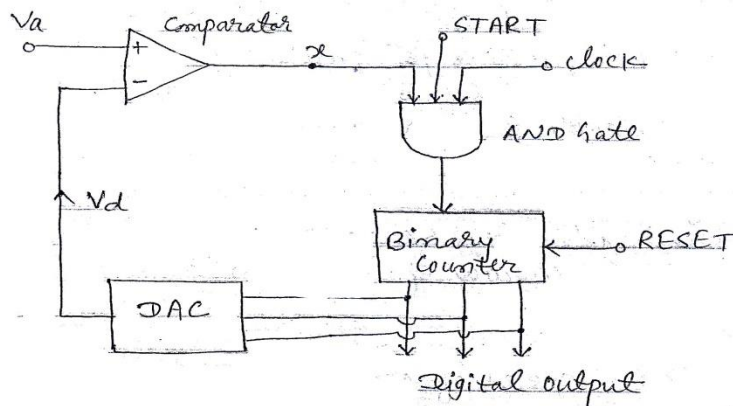 Va
Comparator
x
START
clock
+
-
AND Gate
Vd
Binary
Counter
RESET
DAC
Digital output